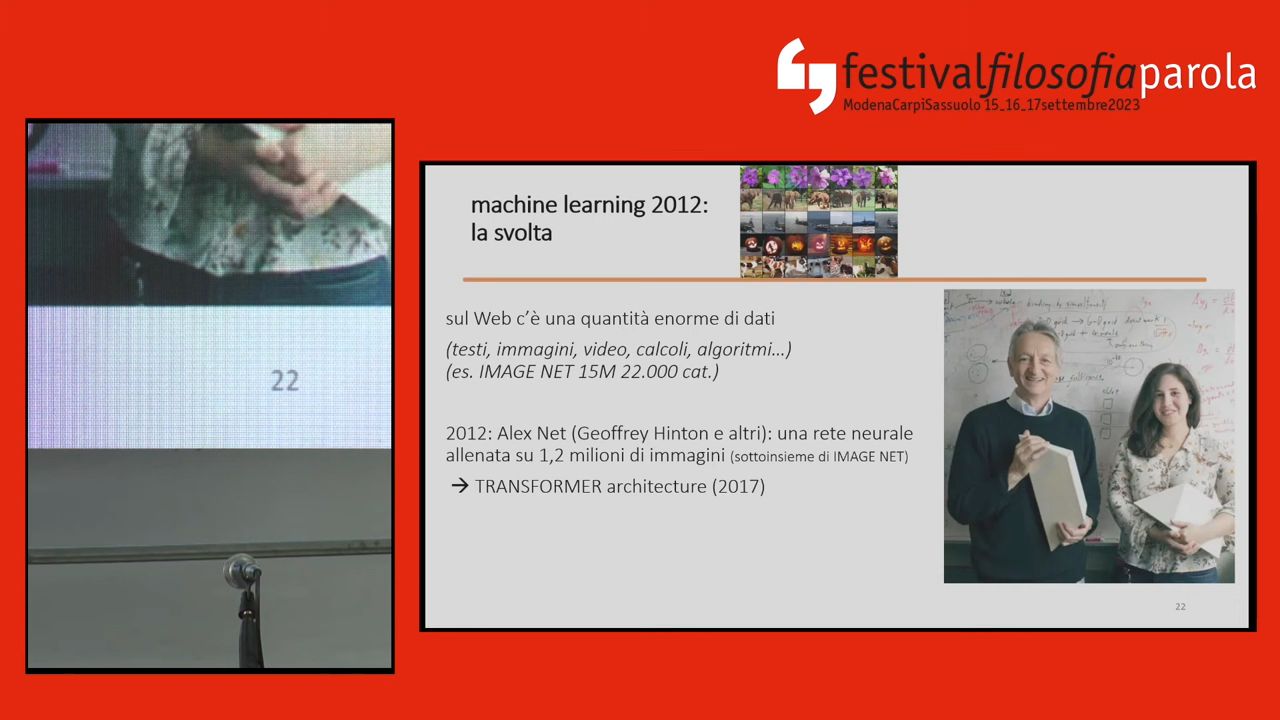 festivalfilosofiaparola
ModenaCarpiSassuolo 15_16_17settembre2023
machine learning 2012:
la svolta
sul Web c’è una quantità enorme di dati
(testi, immagini, video, calcoli, algoritmi...)
(es. IMAGE NET 15M 22.000 cat.)
2012: Alex Net (Geoffrey Hinton e altri): una rete neurale
allenata su 1,2 milioni di immagini (sottoinsieme di IMAGE NET)
→ TRANSFORMER architecture (2017)
22
22